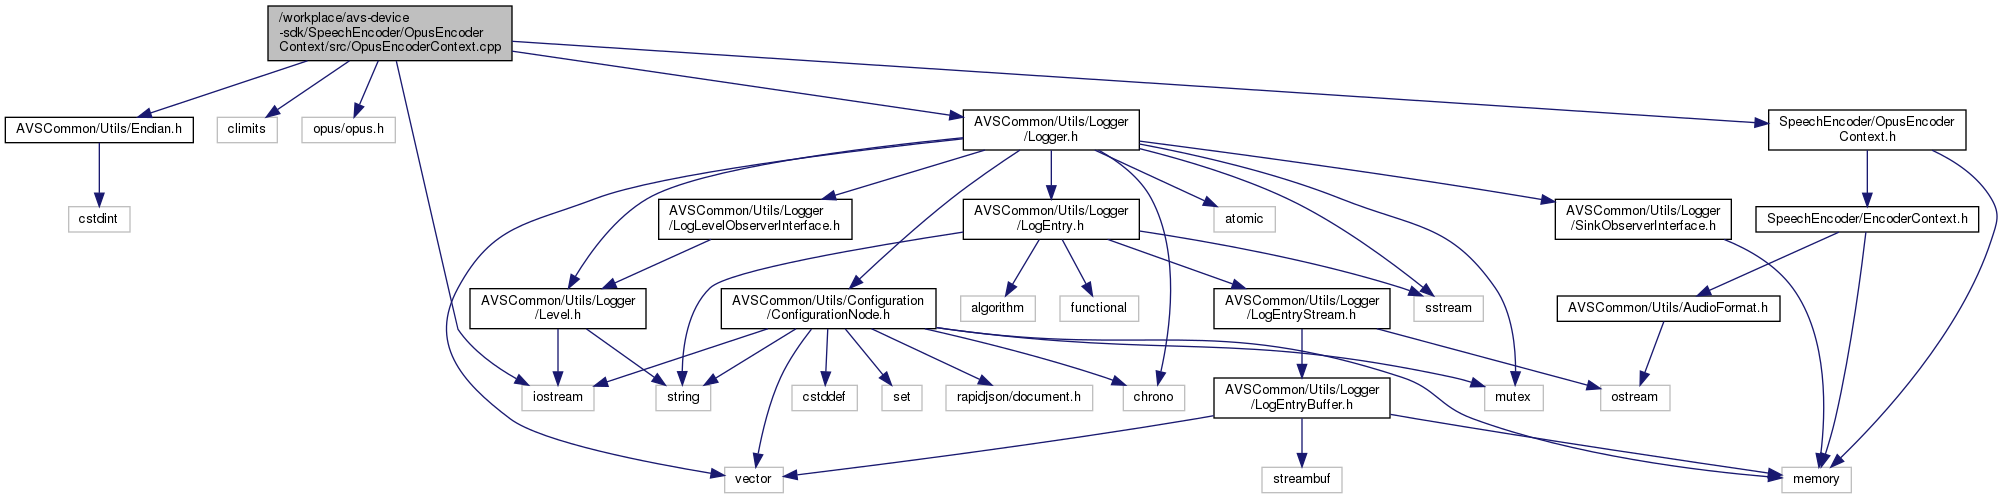 /workplace/avs-device
-sdk/SpeechEncoder/OpusEncoder
Context/src/OpusEncoderContext.cpp
AVSCommon/Utils/Endian.h
climits
opus/opus.h
AVSCommon/Utils/Logger
/Logger.h
SpeechEncoder/OpusEncoder
Context.h
cstdint
AVSCommon/Utils/Logger
/LogLevelObserverInterface.h
AVSCommon/Utils/Logger
/LogEntry.h
atomic
AVSCommon/Utils/Logger
/SinkObserverInterface.h
SpeechEncoder/EncoderContext.h
AVSCommon/Utils/Logger
/Level.h
AVSCommon/Utils/Configuration
/ConfigurationNode.h
algorithm
functional
AVSCommon/Utils/Logger
/LogEntryStream.h
sstream
AVSCommon/Utils/AudioFormat.h
iostream
string
cstddef
set
rapidjson/document.h
chrono
AVSCommon/Utils/Logger
/LogEntryBuffer.h
mutex
ostream
vector
streambuf
memory